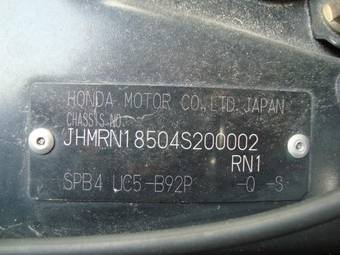 HONDA MOTOR CO.,LTD.JAPAN
CHASSIS NO.
JHMRN18504S200002
RN1
SPB4 UC5-B92P -Q -S